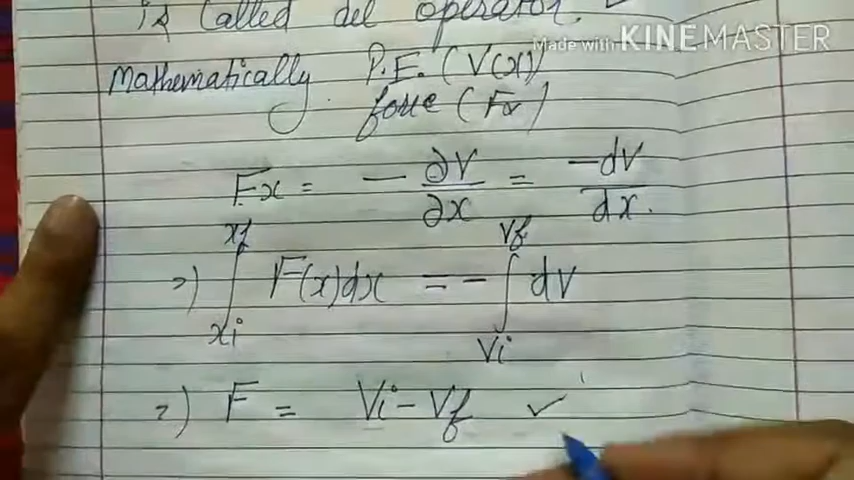 is called del operator.
Made with KINEMASTER
Mathematically P.E. (V(x))
force (Fx)
Fx = - ∂V/∂x = -dV/dx.
=) ∫_{xi}^{xf} F(x)dx = - ∫_{Vi}^{Vf} dV
=) F = Vi - Vf ✓